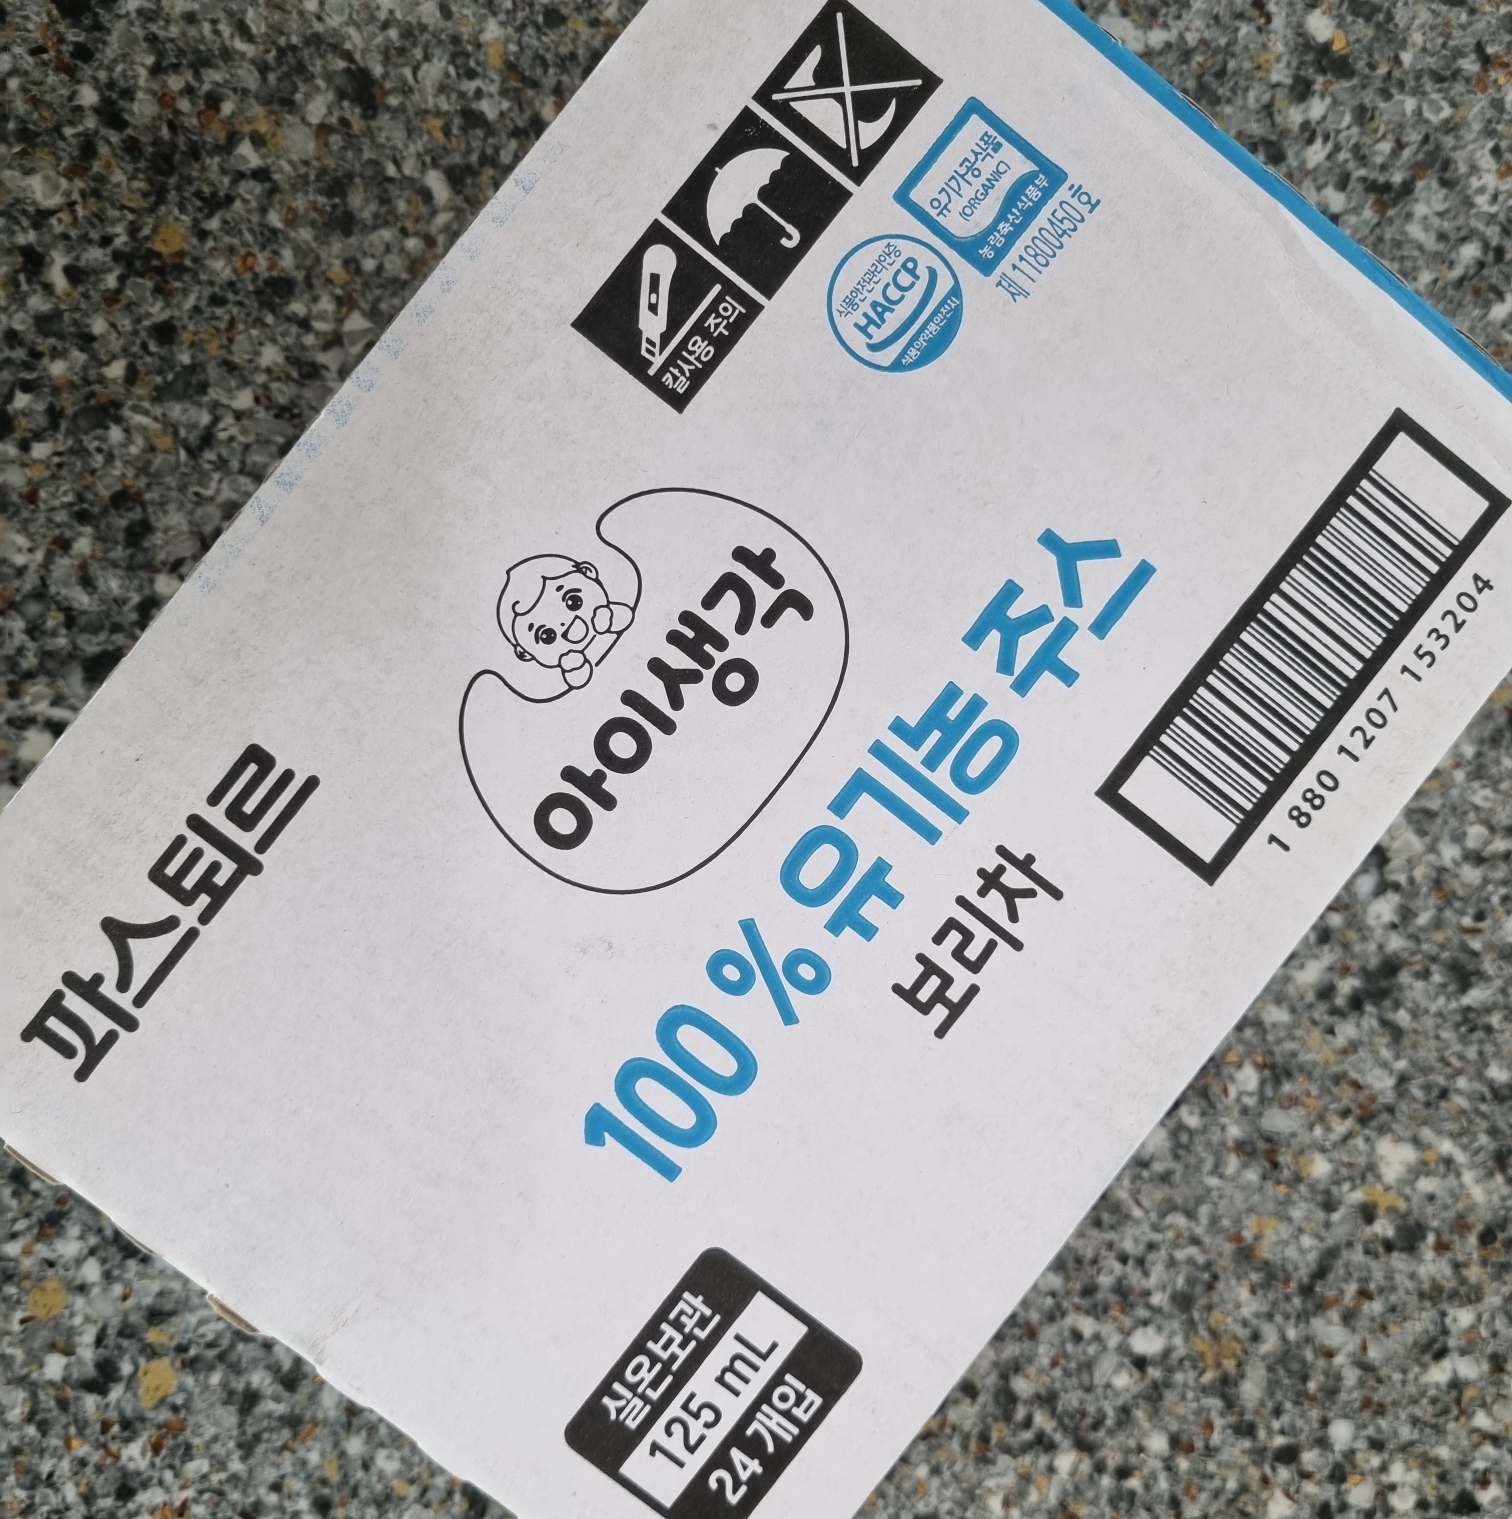 파스퇴르
아이생각
100% 유기농 주스
보리차
실온보관
125 mL
24 개입
칼사용 주의
식품안전관리인증
HACCP
식품의약품안전처
유기가공식품
(ORGANIC)
농림축산식품부
제 11800450 호
1 880 1207 153204